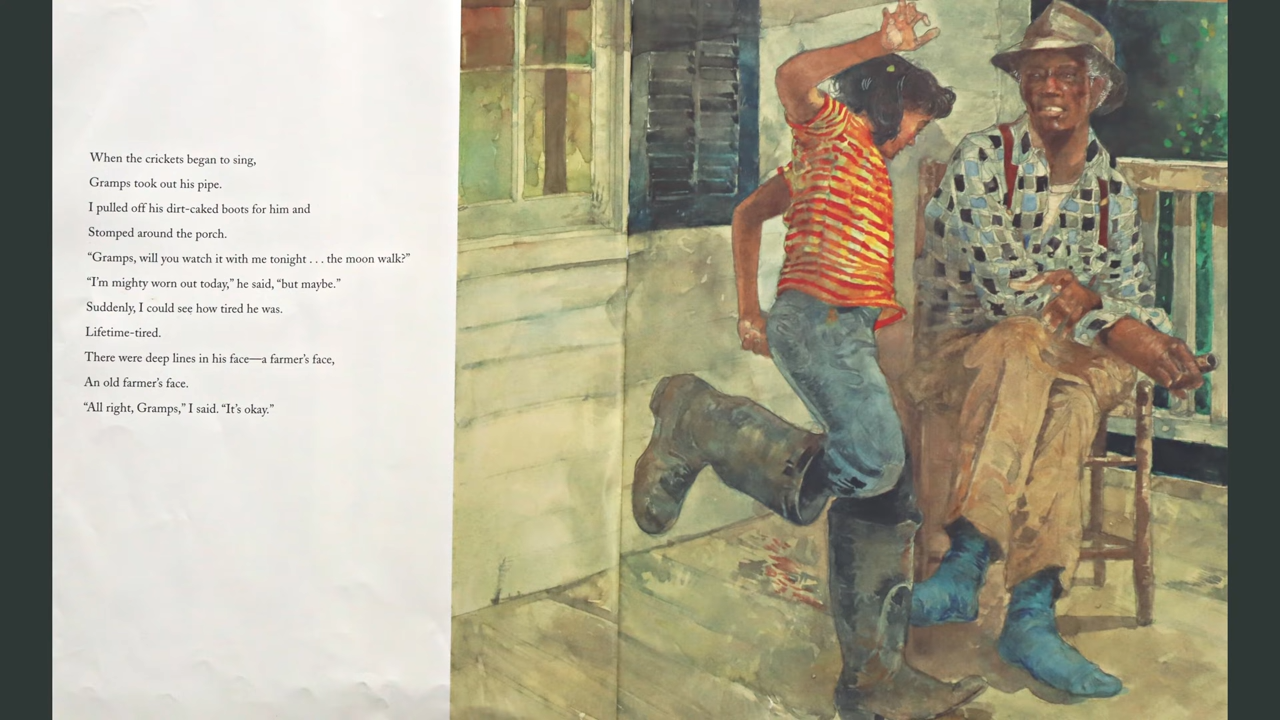 When the crickets began to sing,
Gramps took out his pipe.
I pulled off his dirt-caked boots for him and
Stomped around the porch.
“Gramps, will you watch it with me tonight . . . the moon walk?”
“I’m mighty worn out today,” he said, “but maybe.”
Suddenly, I could see how tired he was.
Lifetime-tired.
There were deep lines in his face—a farmer’s face,
An old farmer’s face.
“All right, Gramps,” I said. “It’s okay.”